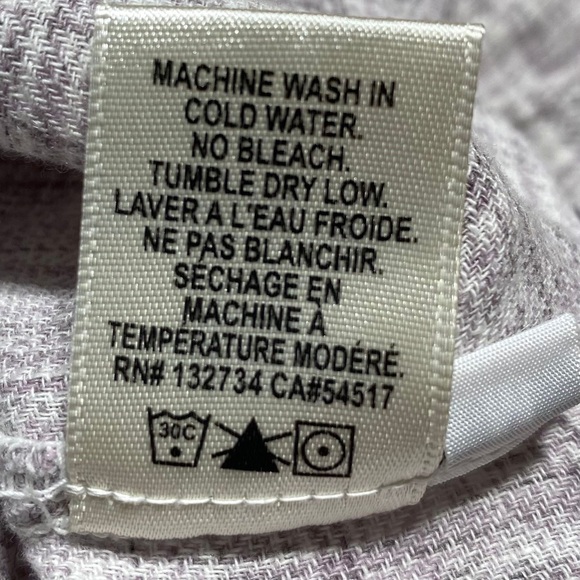 MACHINE WASH IN
COLD WATER.
NO BLEACH.
TUMBLE DRY LOW.
LAVER A L'EAU FROIDE.
NE PAS BLANCHIR.
SÉCHAGE EN
MACHINE À
TEMPÉRATURE MODÉRÉ.
RN# 132734 CA#54517
30C